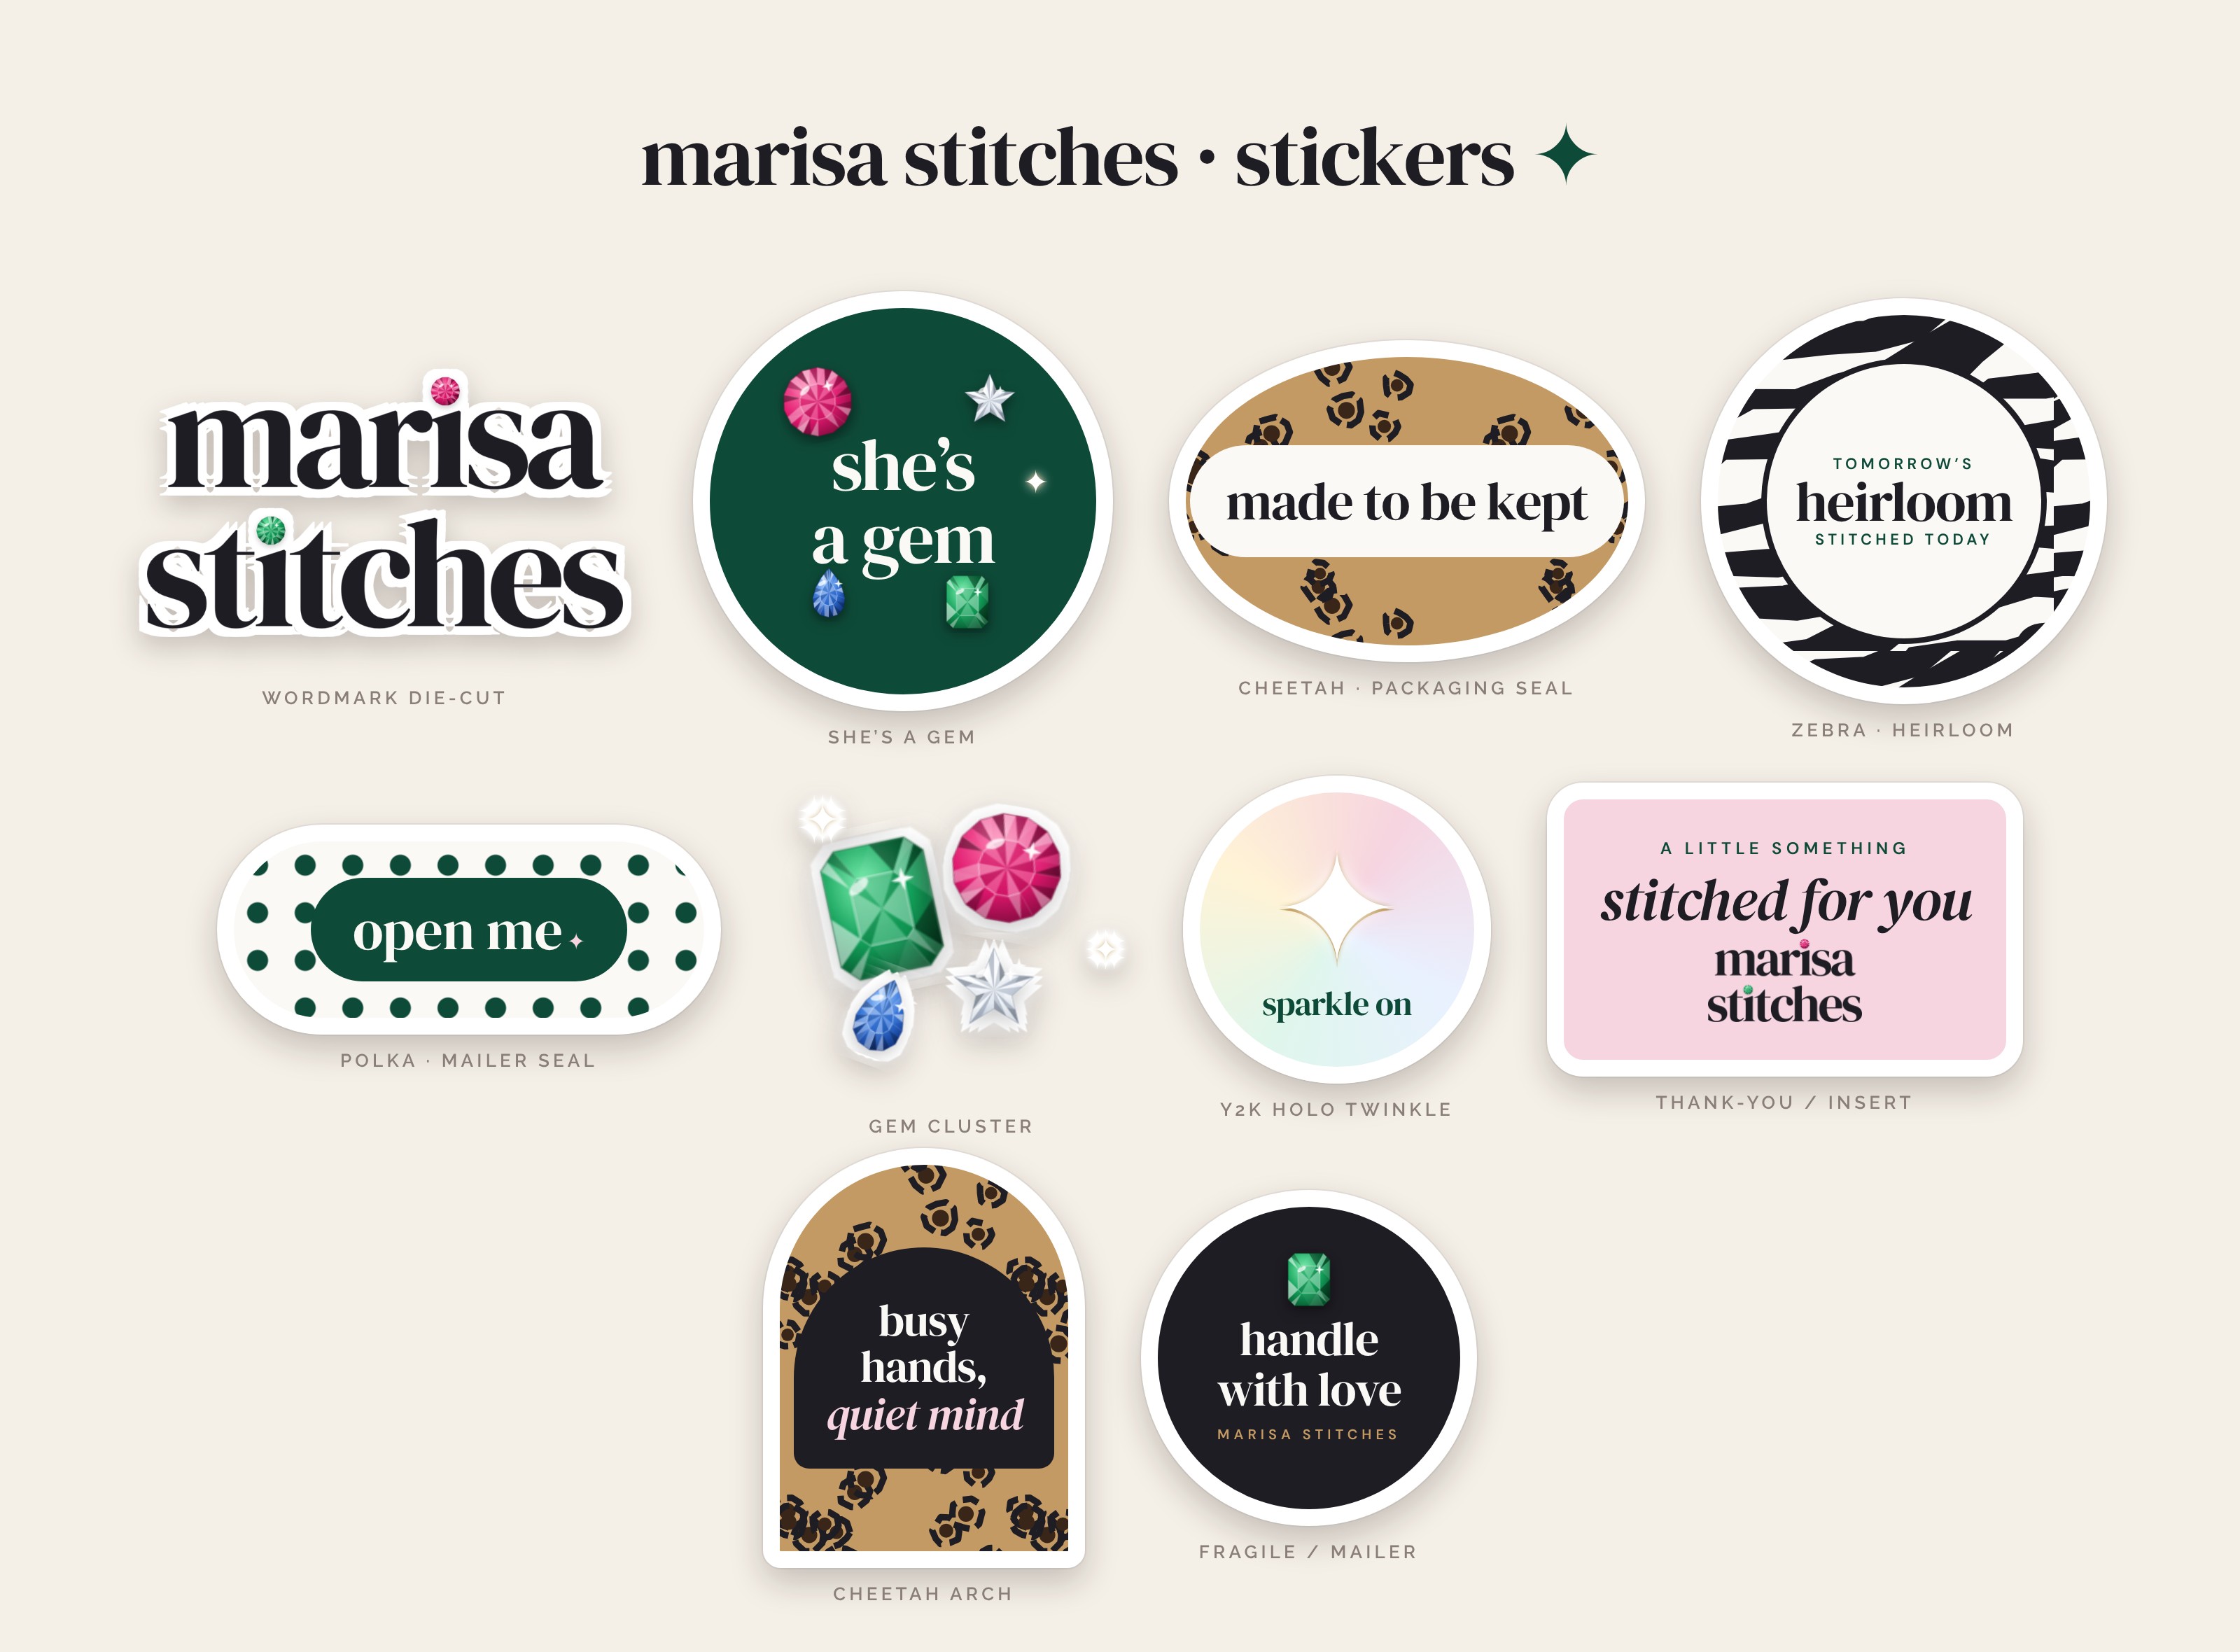 marisa stitches · stickers ✦
marisa
stitches
WORDMARK DIE-CUT
she's
a gem
SHE'S A GEM
made to be kept
CHEETAH · PACKAGING SEAL
TOMORROW'S
heirloom
STITCHED TODAY
ZEBRA · HEIRLOOM
open me
POLKA · MAILER SEAL
GEM CLUSTER
sparkle on
Y2K HOLO TWINKLE
A LITTLE SOMETHING
stitched for you
marisa
stitches
THANK-YOU / INSERT
busy
hands,
quiet mind
CHEETAH ARCH
handle
with love
MARISA STITCHES
FRAGILE / MAILER